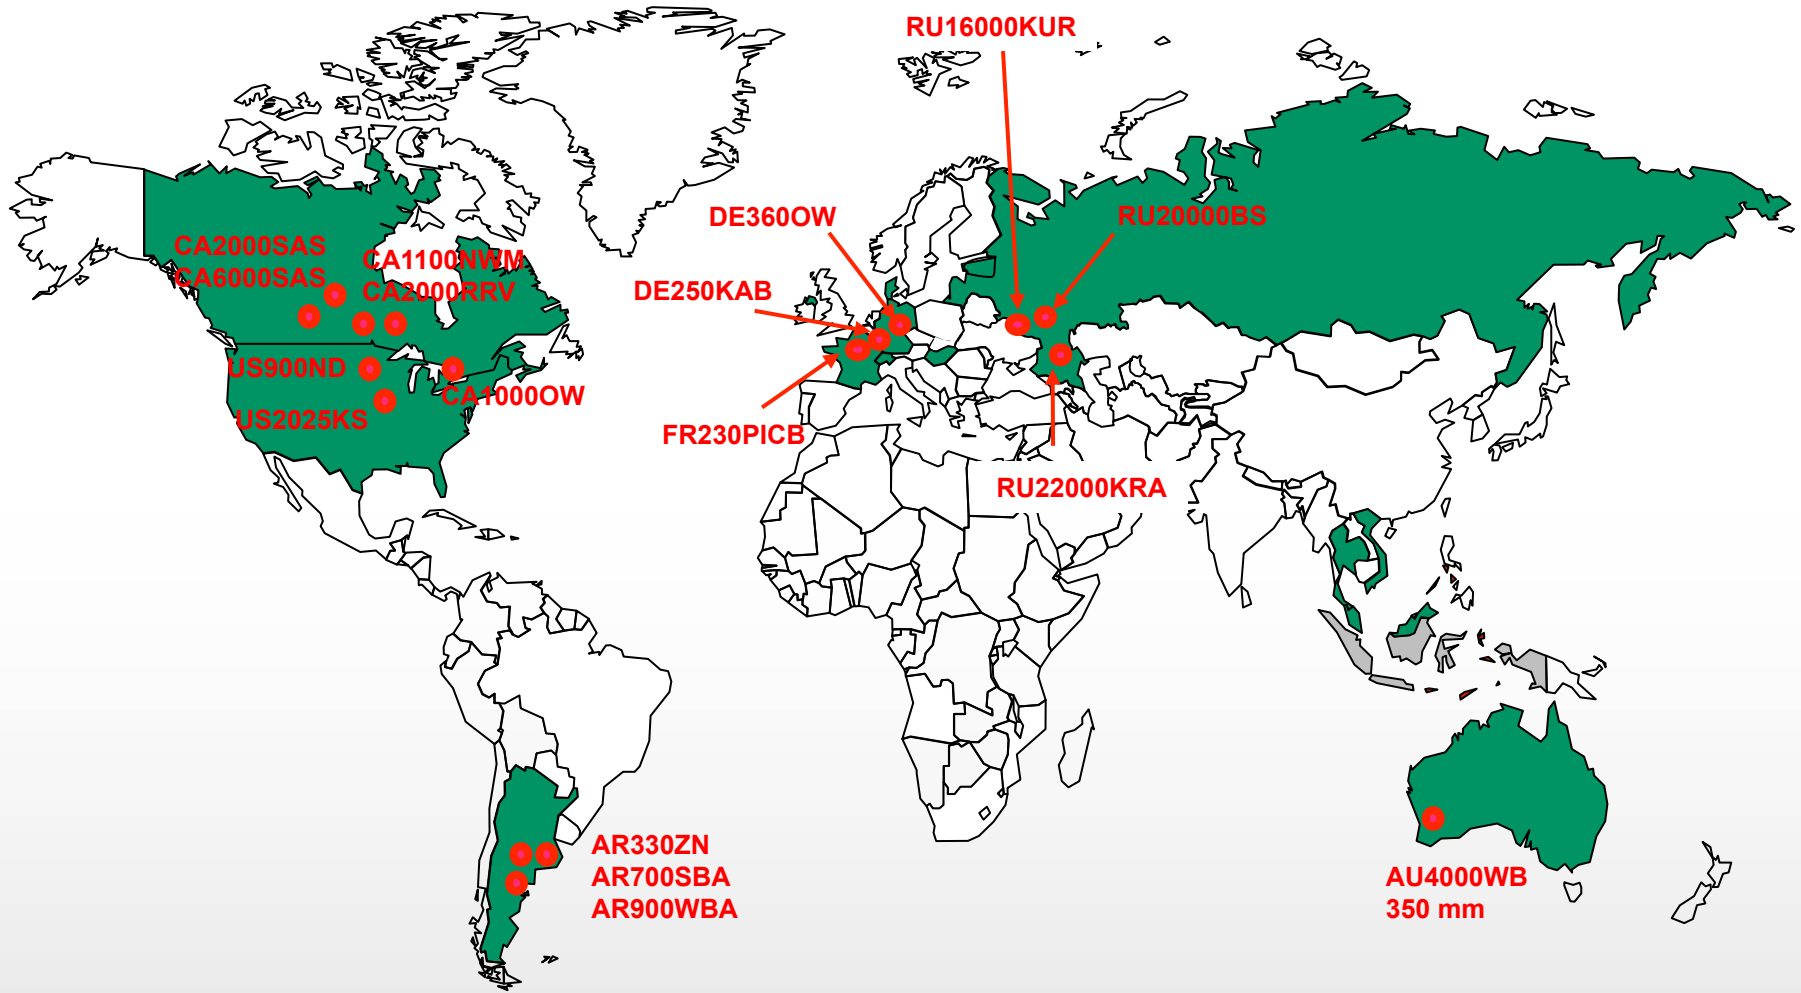 RU16000KUR
DE360OW
RU20000BS
CA2000SAS
CA6000SAS
CA1100NWM
CA2000RRV
DE250KAB
US900ND
CA1000OW
US2025KS
FR230PICB
RU22000KRA
AR330ZN
AR700SBA
AR900WBA
AU4000WB
350 mm